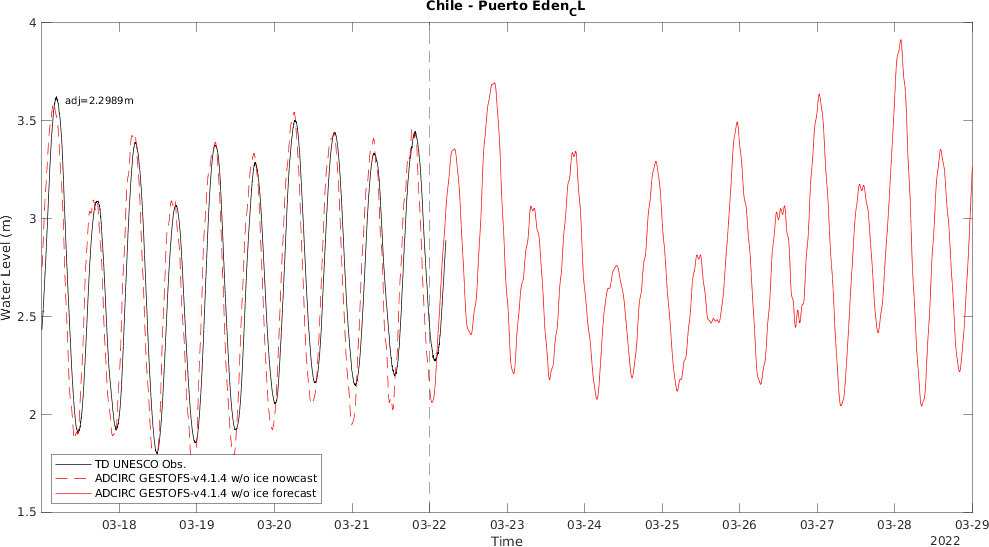 Chile - Puerto Eden_CL
4
3.5
3
2.5
2
1.5
Water Level (m)
adj=2.2989m
TD UNESCO Obs.
ADCIRC GESTOFS-v4.1.4 w/o ice nowcast
ADCIRC GESTOFS-v4.1.4 w/o ice forecast
03-18 03-19 03-20 03-21 03-22 03-23 03-24 03-25 03-26 03-27 03-28 03-29
Time
2022